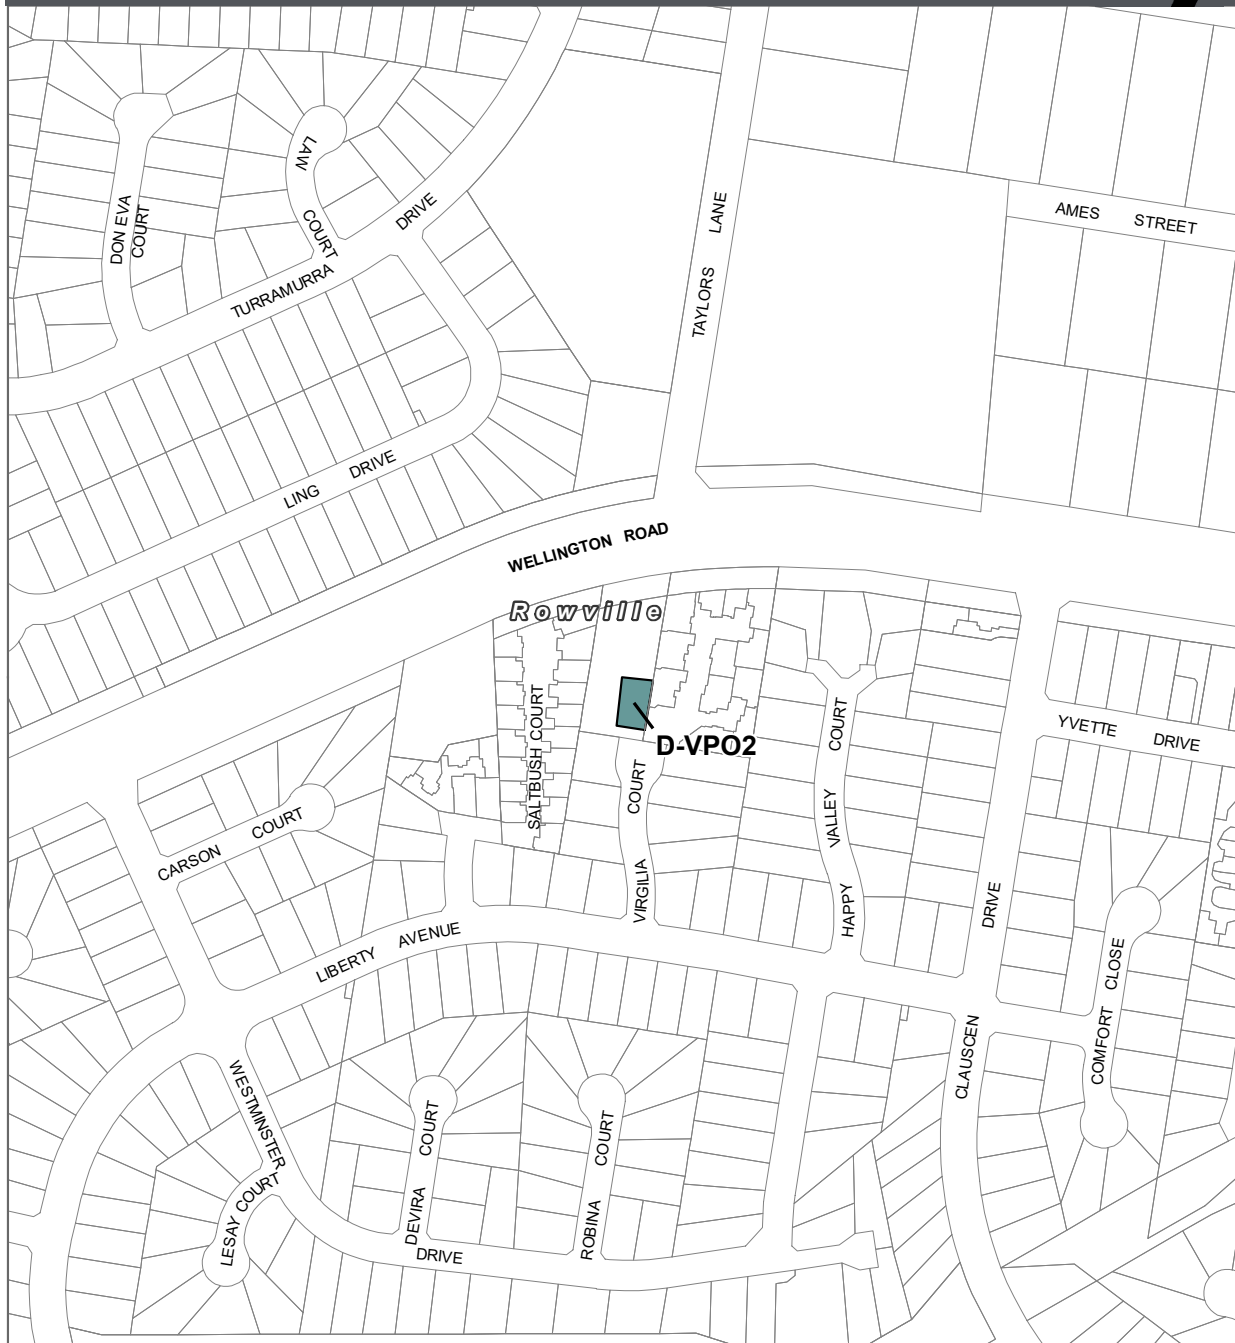 LAW
COURT
DON EVA
COURT
DRIVE
TURRAMURRA
TAYLORS LANE
AMES STREET
LING DRIVE
WELLINGTON ROAD
Rowville
D-VPO2
SALTBUSH COURT
VIRGILIA COURT
HAPPY VALLEY COURT
YVETTE DRIVE
CARSON COURT
LIBERTY AVENUE
CLAUSCEN DRIVE
COMFORT CLOSE
WESTMINSTER
DRIVE
LESAY COURT
DEVIRA COURT
ROBINA COURT